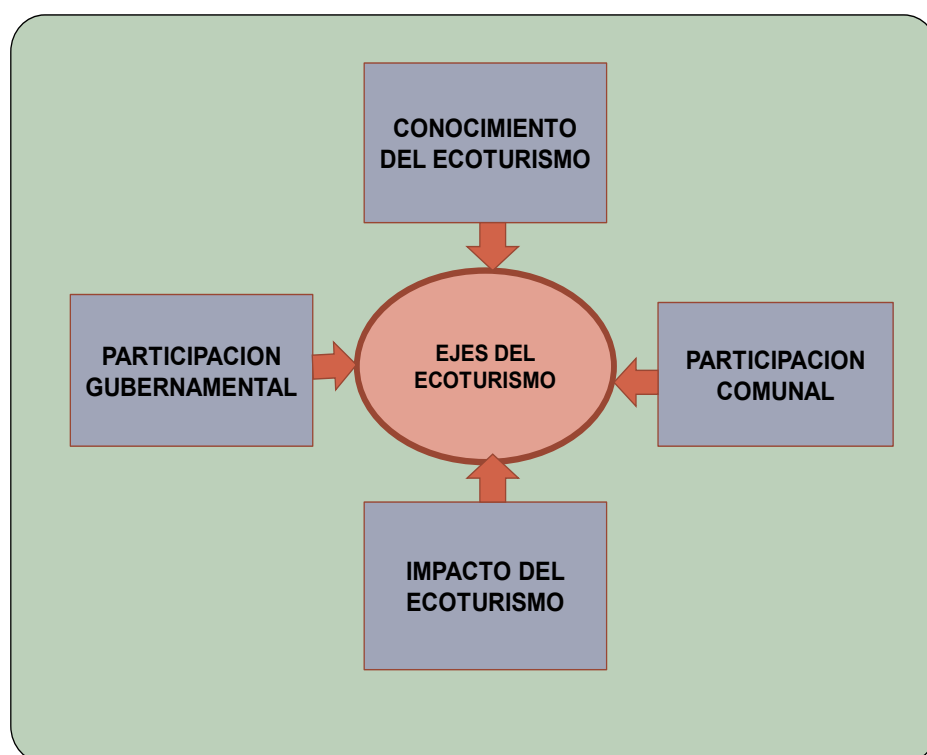 CONOCIMIENTO
DEL ECOTURISMO
PARTICIPACION
GUBERNAMENTAL
EJES DEL
ECOTURISMO
PARTICIPACION
COMUNAL
IMPACTO DEL
ECOTURISMO